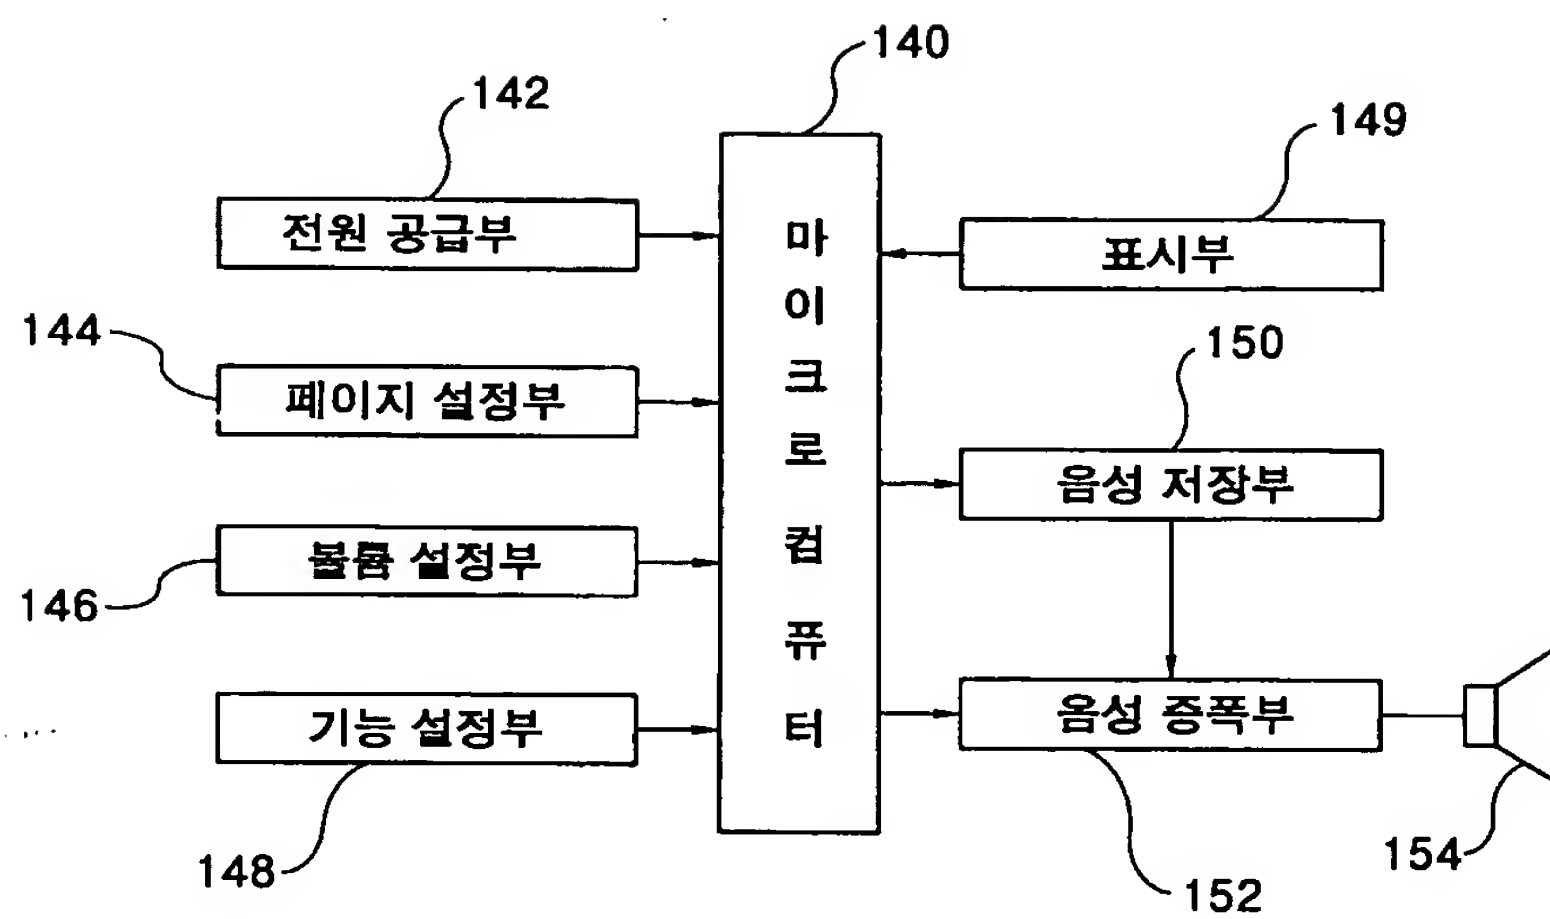 140
142
149
전원 공급부
표시부
마이크로 컴퓨터
144
150
페이지 설정부
음성 저장부
볼륨 설정부
146
기능 설정부
음성 증폭부
148
152
154